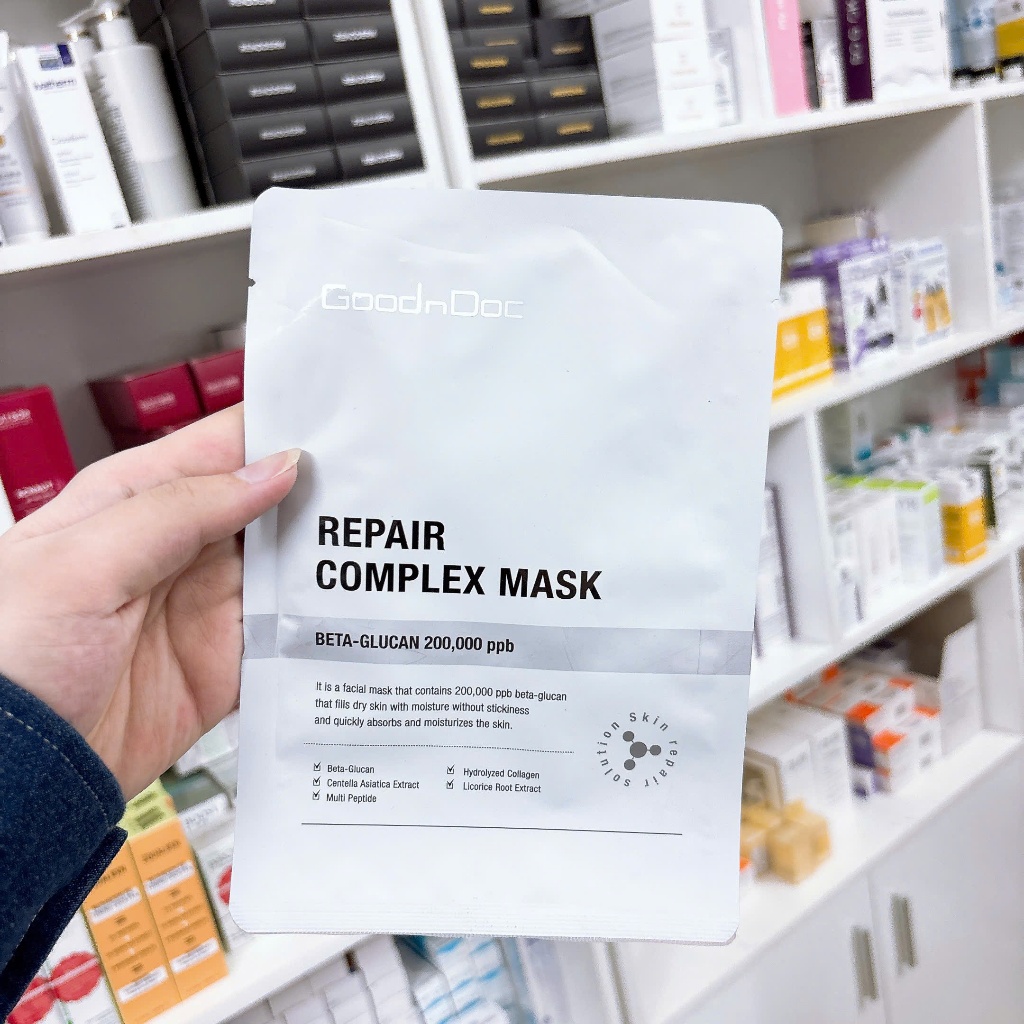 GoodnDoc
REPAIR
COMPLEX MASK
BETA-GLUCAN 200,000 ppb
It is a facial mask that contains 200,000 ppb beta-glucan
that fills dry skin with moisture without stickiness
and quickly absorbs and moisturizes the skin.
Beta-Glucan
Centella Asiatica Extract
Multi Peptide
Hydrolyzed Collagen
Licorice Root Extract
Skin repair solution